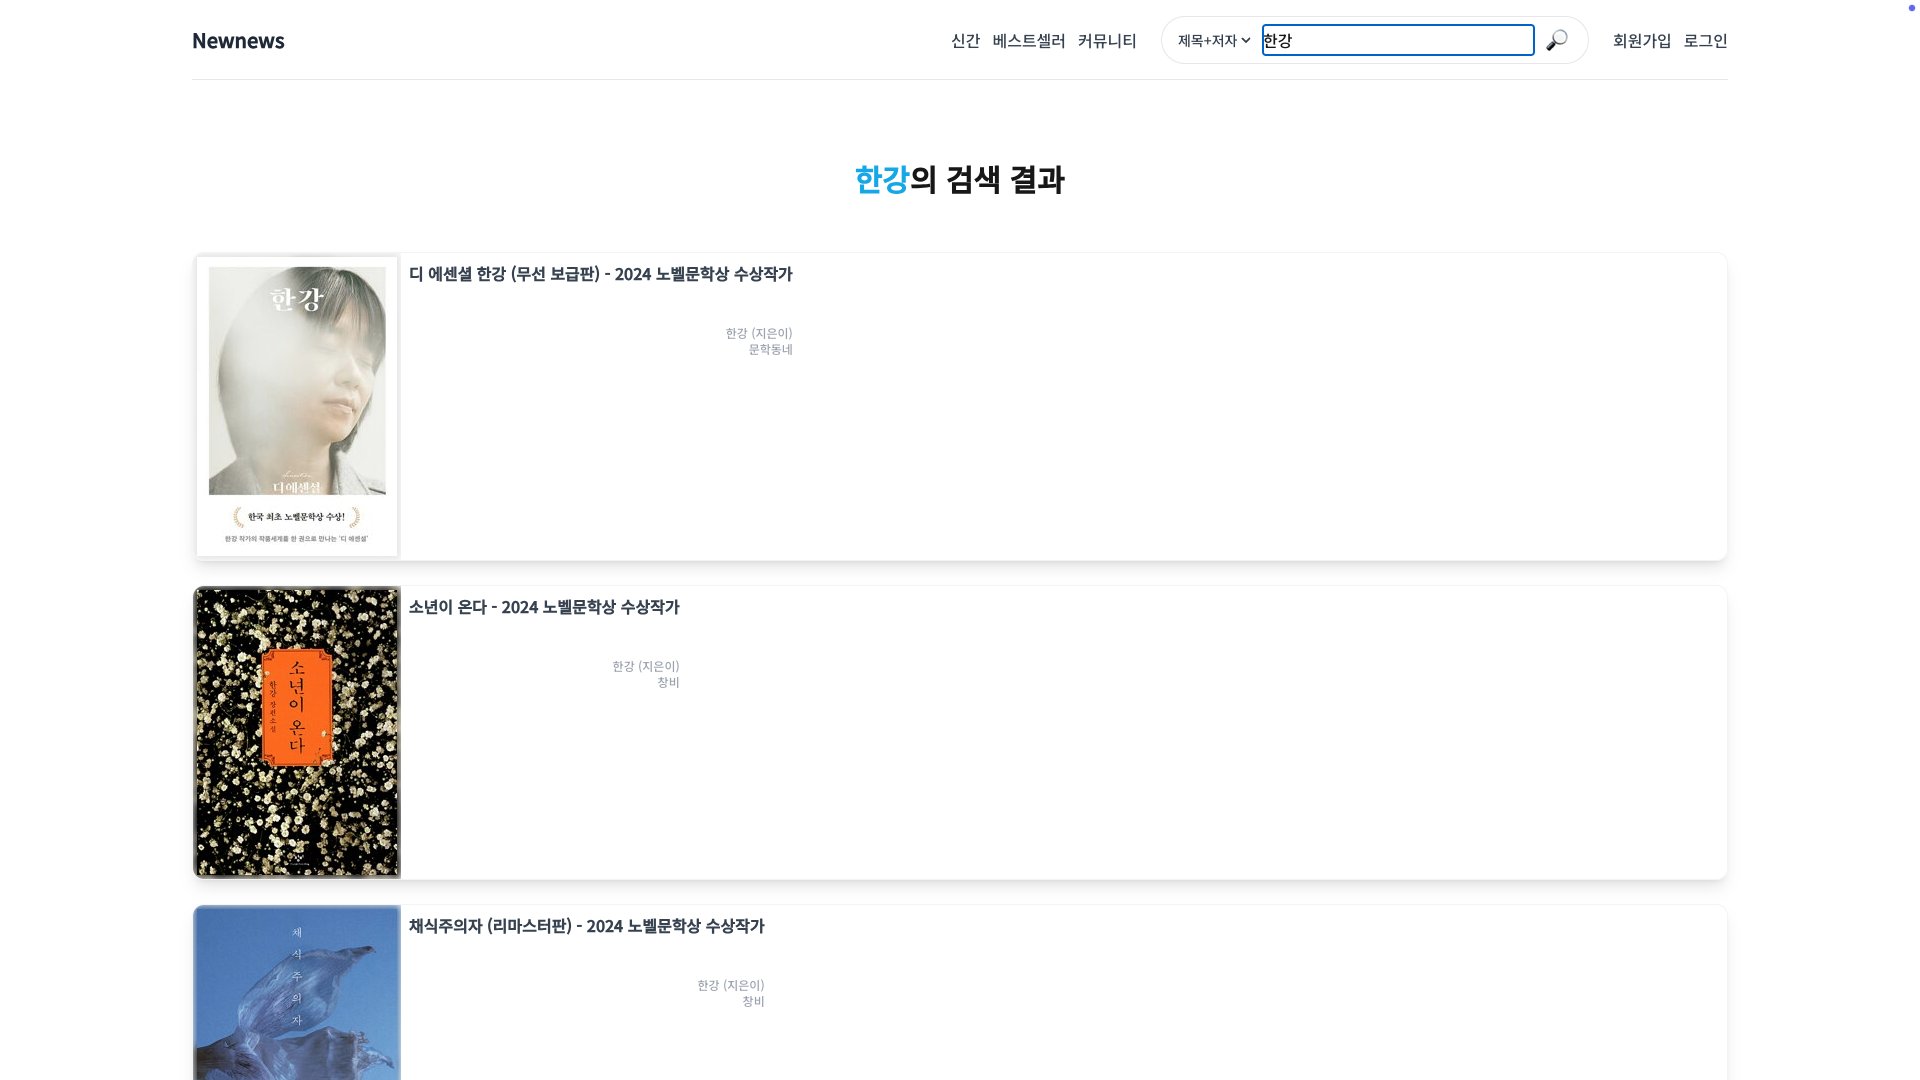 Newnews
신간 베스트셀러 커뮤니티
제목+저자
한강
회원가입 로그인
한강의 검색 결과
한강
디 에센셜
한국 최초 노벨문학상 수상!
한강 작가의 작품세계를 한 권으로 만나는 '디 에센셜'
디 에센셜 한강 (무선 보급판) - 2024 노벨문학상 수상작가
한강 (지은이)
문학동네
소년이 온다
한강 장편소설
소년이 온다 - 2024 노벨문학상 수상작가
한강 (지은이)
창비
채식주의자
채식주의자 (리마스터판) - 2024 노벨문학상 수상작가
한강 (지은이)
창비